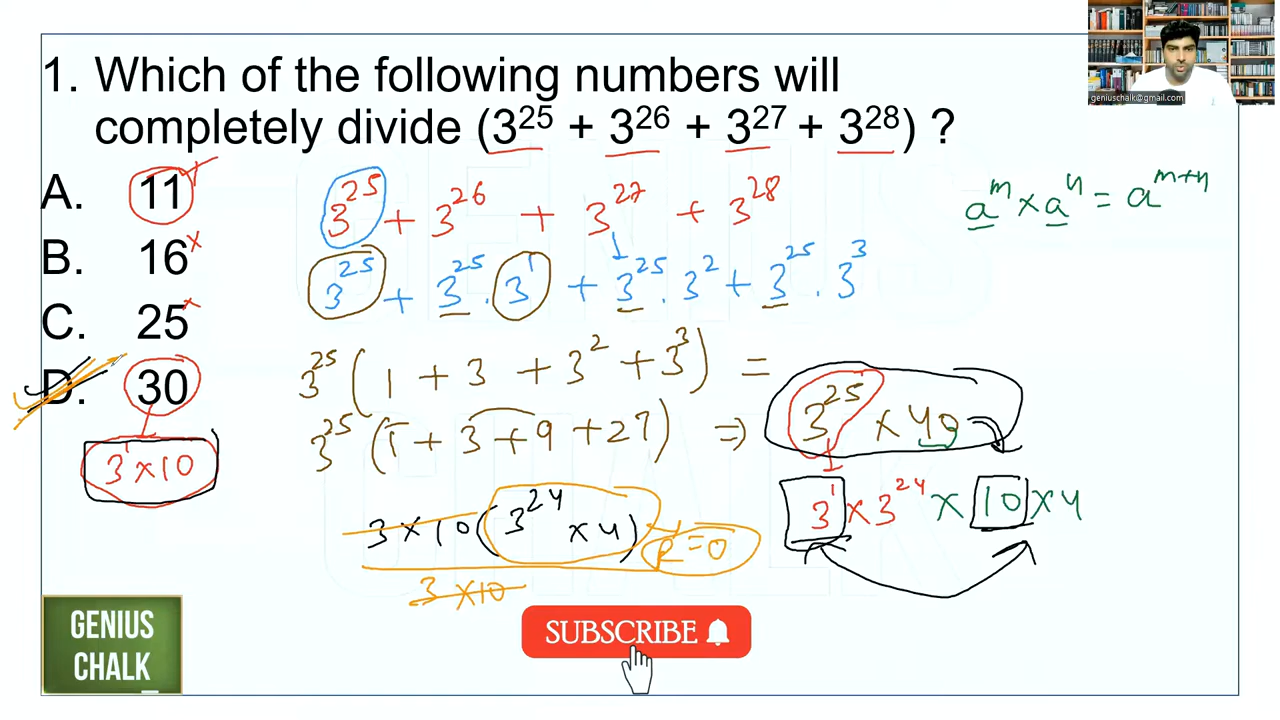 geniuschalk@gmail.com
1. Which of the following numbers will
completely divide (3²⁵ + 3²⁶ + 3²⁷ + 3²⁸) ?
A. 11
B. 16
C. 25
D. 30
3¹ × 10
3²⁵ + 3²⁶ + 3²⁷ + 3²⁸
3²⁵ + 3²⁵ . 3¹ + 3²⁵ . 3² + 3²⁵ . 3³
3²⁵ (1 + 3 + 3² + 3³) =
3²⁵ (1 + 3 + 9 + 27) ⇒ 3²⁵ × 40
3¹ × 3²⁴ × 10 × 4
3 × 10 (3²⁴ × 4)
3 × 10
R = 0
aᵐ × aⁿ = aᵐ⁺ⁿ
GENIUS
CHALK
SUBSCRIBE